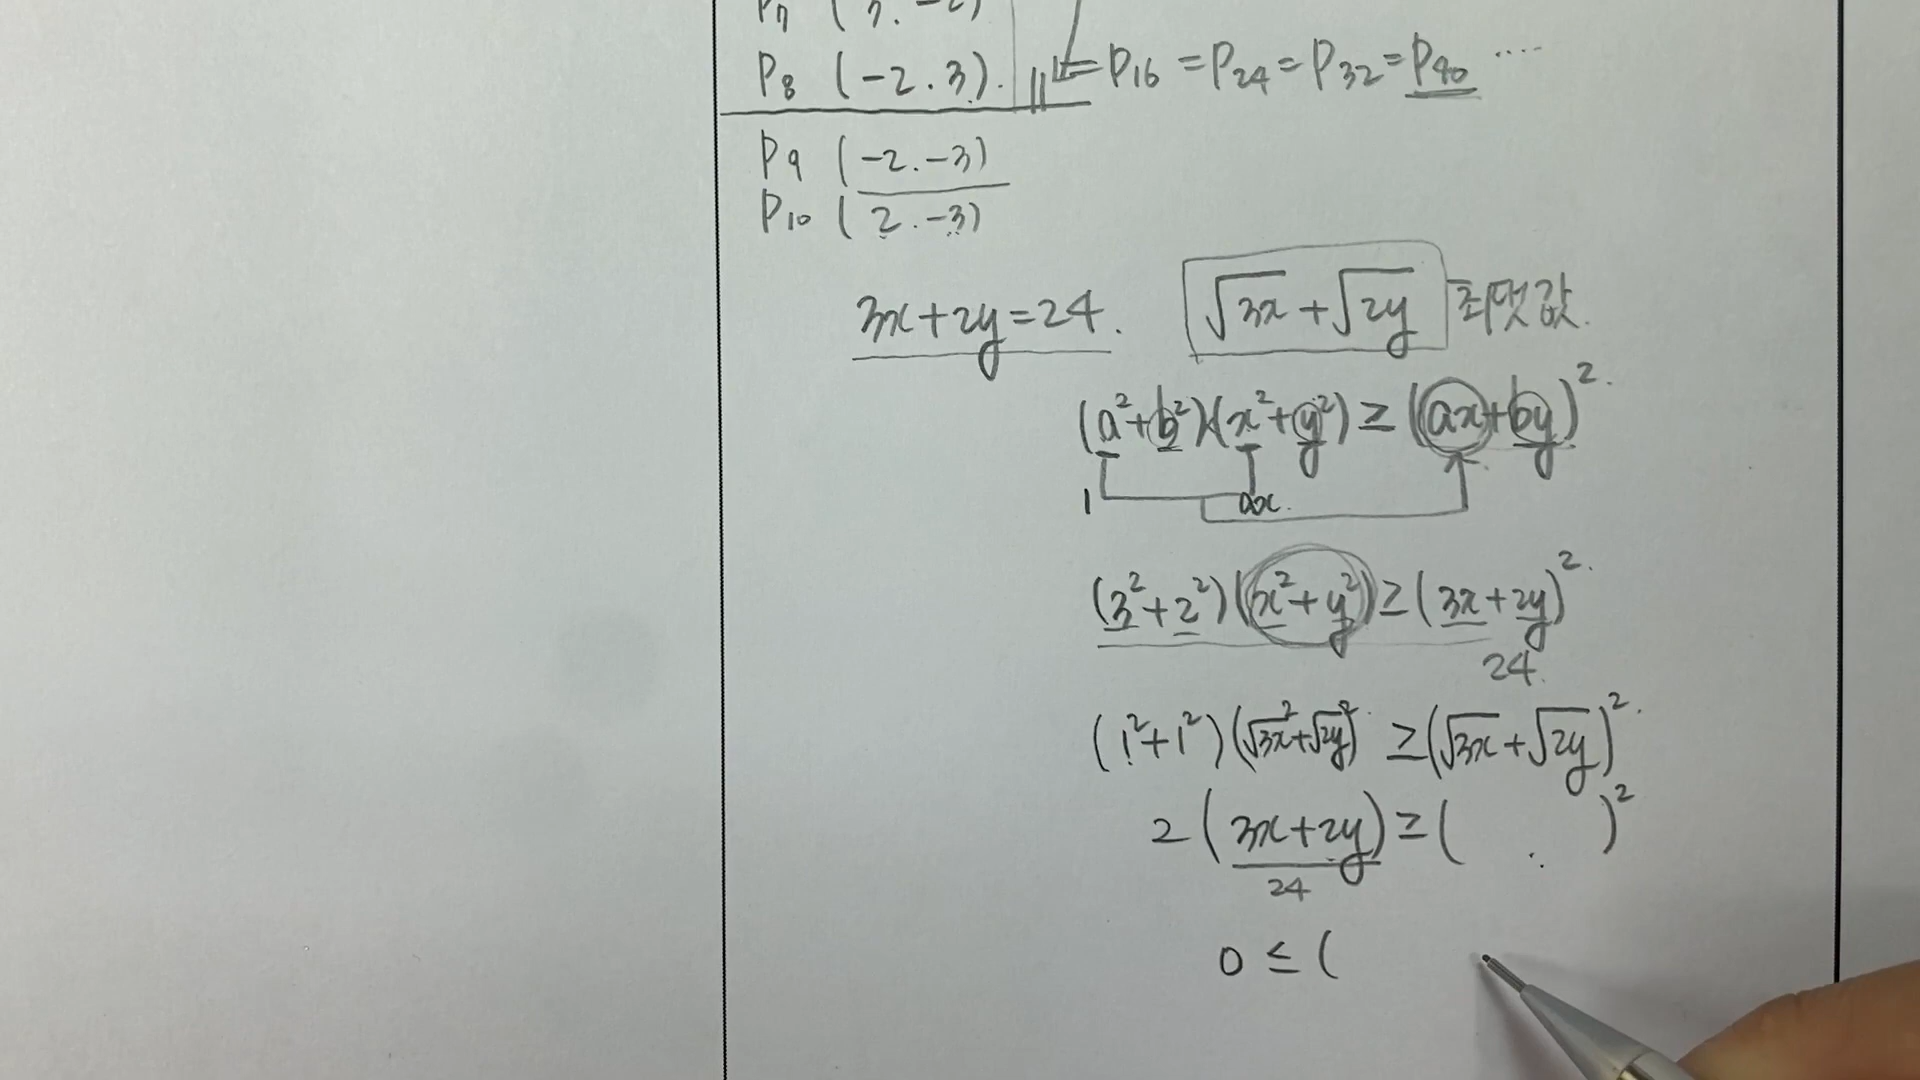 P₇ (
P₈ (-2. 3). = P₁₆ = P₂₄ = P₃₂ = P₄₀ ....
P₉ (-2. -3)
P₁₀ (2. -3)
3x+2y=24. √3x + √2y 최댓값.
(a²+b²)(x²+y²) ≥ (ax+by)².
1
(3²+2²)(x²+y²) ≥ (3x+2y)².
24.
(1²+1²)(√3x²+√2y²) ≥ (√3x+√2y)².
2(3x+2y) ≥ ( )²
24
0 ≤ (